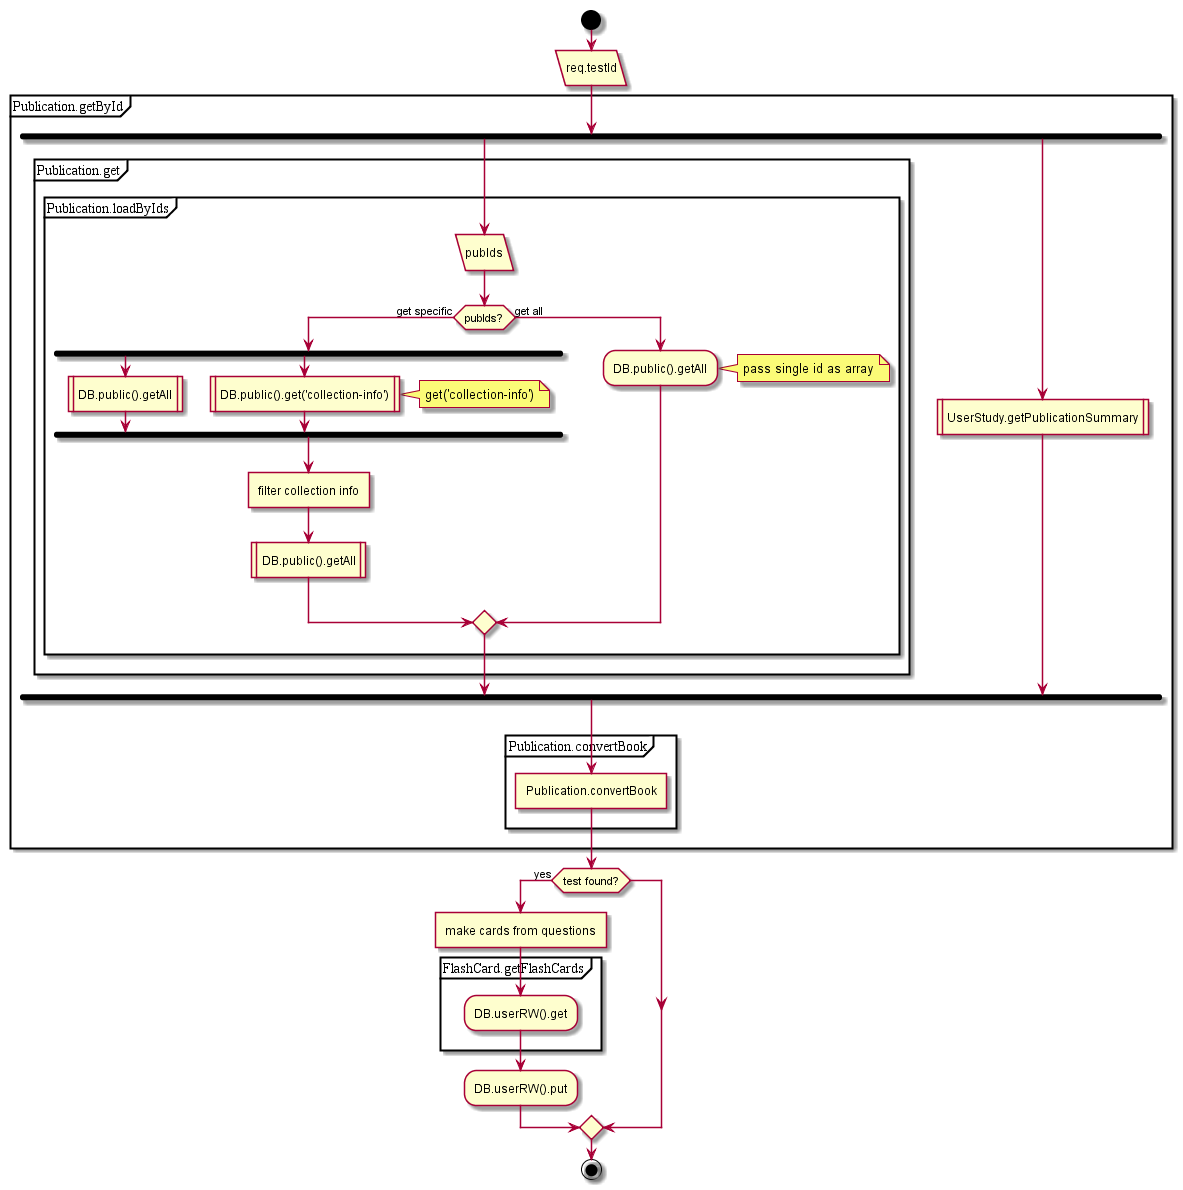 req.testId
Publication.getById
Publication.get
Publication.loadByIds
pubIds
get specific
pubIds?
get all
DB.public().getAll
DB.public().get('collection-info')
get('collection-info')
DB.public().getAll
pass single id as array
UserStudy.getPublicationSummary
filter collection info
DB.public().getAll
Publication.convertBook
Publication.convertBook
yes
test found?
make cards from questions
FlashCard.getFlashCards
DB.userRW().get
DB.userRW().put